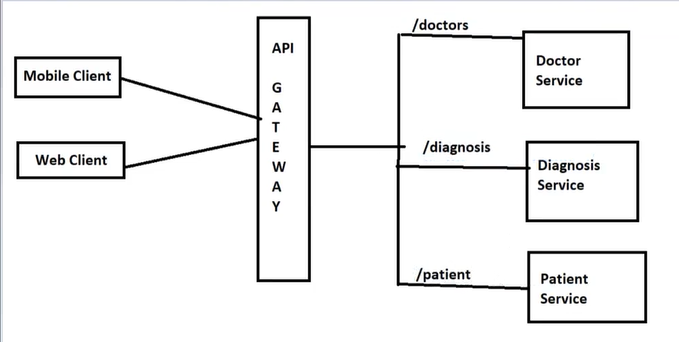 /doctors
API
Doctor
Service
Mobile Client
G
A
T
E
W
A
Y
/diagnosis
Web Client
Diagnosis
Service
/patient
Patient
Service